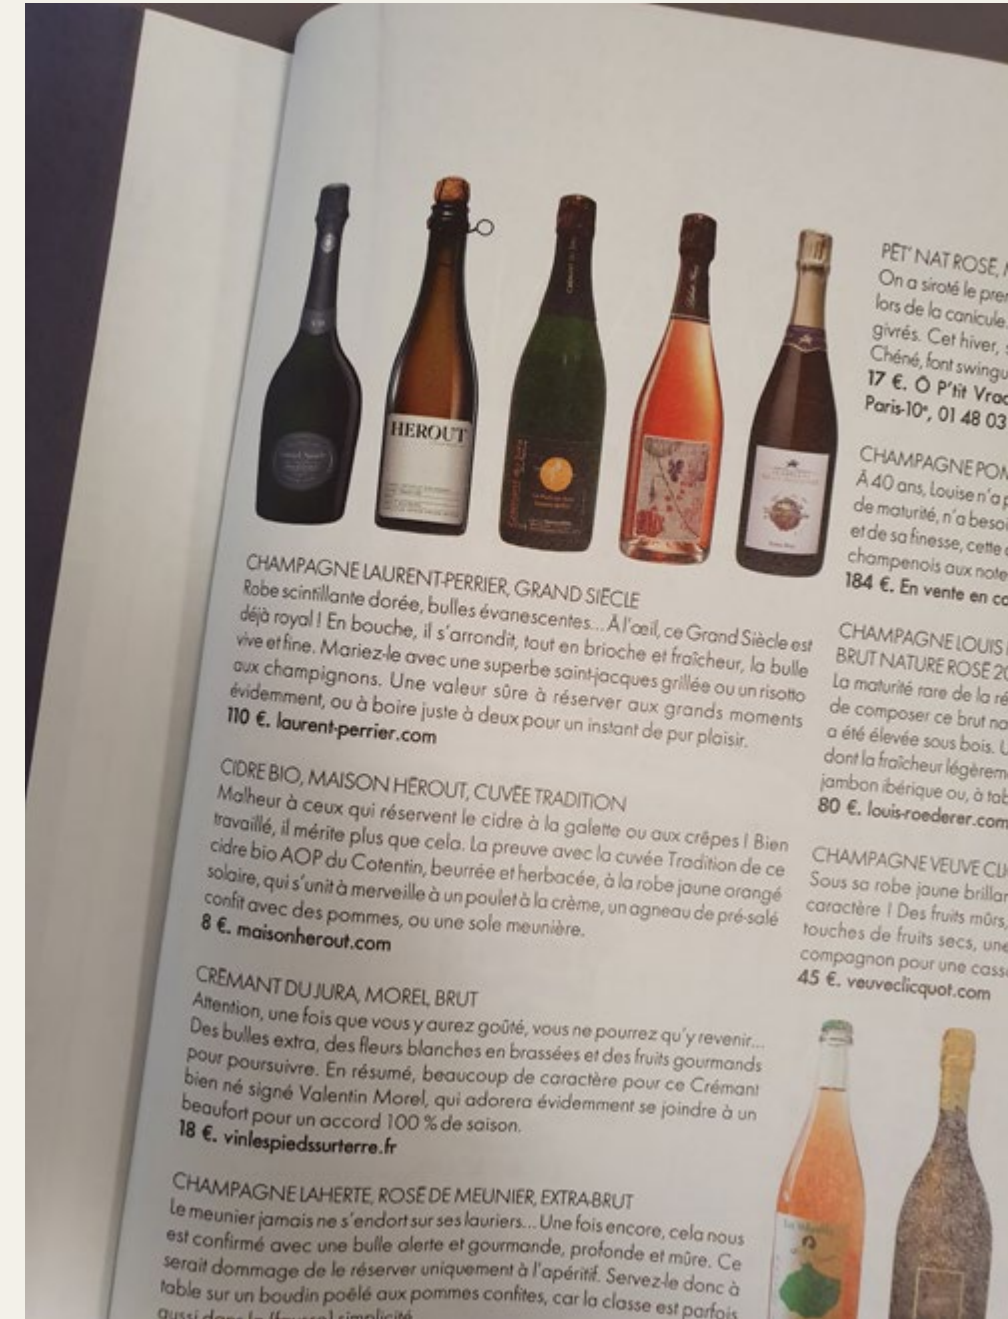 HEROUT
CHAMPAGNE LAURENT-PERRIER, GRAND SIÈCLE
Robe scintillante dorée, bulles évanescentes... À l'œil, ce Grand Siècle est
déjà royal ! En bouche, il s'arrondit, tout en brioche et fraîcheur, la bulle
vive et fine. Mariez-le avec une superbe saint-jacques grillée ou un risotto
aux champignons. Une valeur sûre à réserver aux grands moments
évidemment, ou à boire juste à deux pour un instant de pur plaisir.
110 €. laurent-perrier.com
CIDRE BIO, MAISON HÉROUT, CUVÉE TRADITION
Malheur à ceux qui réservent le cidre à la galette ou aux crêpes ! Bien
travaillé, il mérite plus que cela. La preuve avec la cuvée Tradition de ce
cidre bio AOP du Cotentin, beurrée et herbacée, à la robe jaune orangé
solaire, qui s'unit à merveille à un poulet à la crème, un agneau de pré-salé
confit avec des pommes, ou une sole meunière.
8 €. maisonherout.com
CRÉMANT DU JURA, MOREL, BRUT
Attention, une fois que vous y aurez goûté, vous ne pourrez qu'y revenir...
Des bulles extra, des fleurs blanches en brassées et des fruits gourmands
pour poursuivre. En résumé, beaucoup de caractère pour ce Crémant
bien né signé Valentin Morel, qui adorera évidemment se joindre à un
beaufort pour un accord 100 % de saison.
18 €. vinlespiedssurterre.fr
CHAMPAGNE LAHERTE, ROSÉ DE MEUNIER, EXTRA-BRUT
Le meunier jamais ne s'endort sur ses lauriers... Une fois encore, cela nous
est confirmé avec une bulle alerte et gourmande, profonde et mûre. Ce
serait dommage de le réserver uniquement à l'apéritif. Servez-le donc à
table sur un boudin poêlé aux pommes confites, car la classe est parfois
aussi dans la (fausse) simplicité.
PÉT' NAT ROSÉ,
On a siroté le
lors de la canicule
givrés. Cet hiver,
Chéné, font
17 €. Ô P'tit
Paris-10e, 01 48 03
CHAMPAGNE
À 40 ans, Louise n'a
de maturité, n'a
et de sa finesse, cette
champenois aux
184 €. En vente en
CHAMPAGNE LOUIS
BRUT NATURE ROSÉ
La maturité rare de la
de composer ce brut
a été élevée sous bois.
dont la fraîcheur
jambon ibérique ou, à
80 €. louis-roederer.com
CHAMPAGNE VEUVE
Sous sa robe jaune
caractère ! Des fruits mûrs,
touches de fruits secs, une
compagnon pour une
45 €. veuveclicquot.com